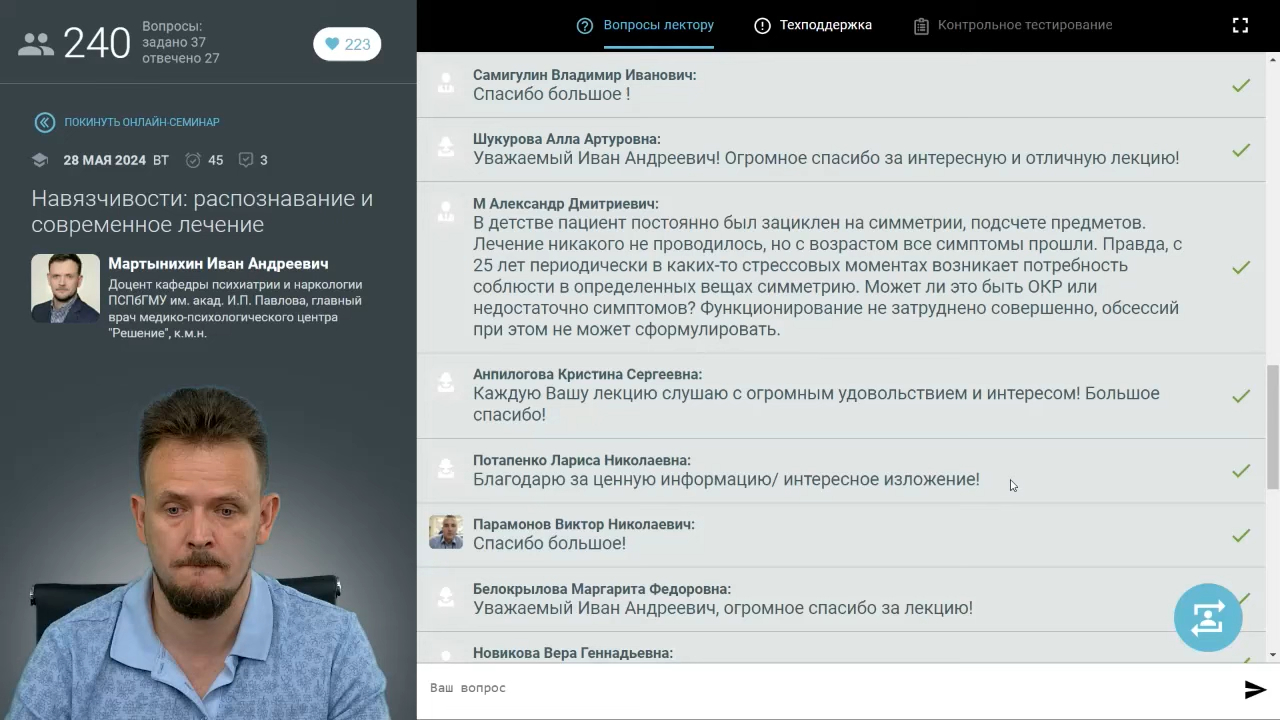 240
Вопросы:
задано 37
отвечено 27
223
ПОКИНУТЬ ОНЛАЙН-СЕМИНАР
28 МАЯ 2024 ВТ 45 3
Навязчивости: распознавание и
современное лечение
Мартынихин Иван Андреевич
Доцент кафедры психиатрии и наркологии
ПСПбГМУ им. акад. И.П. Павлова, главный
врач медико-психологического центра
"Решение", к.м.н.
Вопросы лектору Техподдержка Контрольное тестирование
Самигулин Владимир Иванович:
Спасибо большое !
Шукурова Алла Артуровна:
Уважаемый Иван Андреевич! Огромное спасибо за интересную и отличную лекцию!
М Александр Дмитриевич:
В детстве пациент постоянно был зациклен на симметрии, подсчете предметов.
Лечение никакого не проводилось, но с возрастом все симптомы прошли. Правда, с
25 лет периодически в каких-то стрессовых моментах возникает потребность
соблюсти в определенных вещах симметрию. Может ли это быть ОКР или
недостаточно симптомов? Функционирование не затруднено совершенно, обсессий
при этом не может сформулировать.
Анпилогова Кристина Сергеевна:
Каждую Вашу лекцию слушаю с огромным удовольствием и интересом! Большое
спасибо!
Потапенко Лариса Николаевна:
Благодарю за ценную информацию/ интересное изложение!
Парамонов Виктор Николаевич:
Спасибо большое!
Белокрылова Маргарита Федоровна:
Уважаемый Иван Андреевич, огромное спасибо за лекцию!
Новикова Вера Геннадьевна:
Ваш вопрос